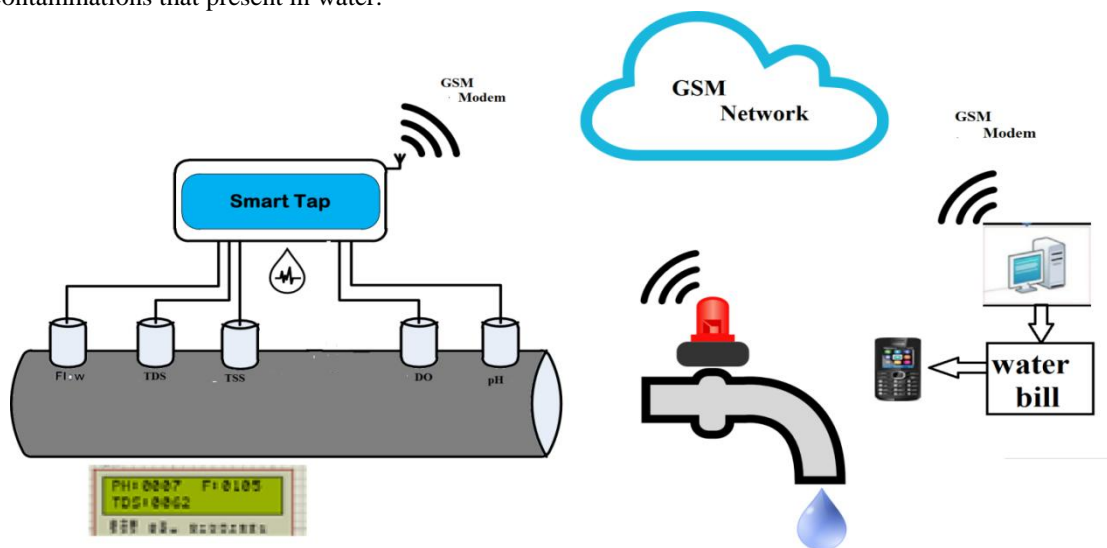 contaminations that present in water.
GSM
Modem
GSM
Network
GSM
Modem
Smart Tap
Flow
TDS
TSS
DO
pH
water
bill
PH:0007 F:0105
TDS:0062